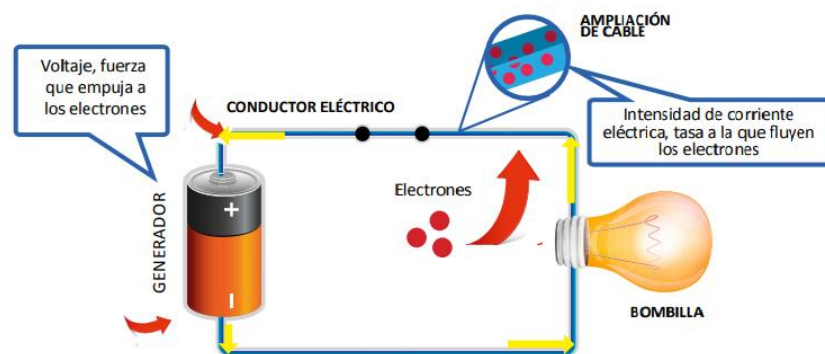 AMPLIACIÓN
DE CABLE
Voltaje, fuerza
que empuja a
los electrones
CONDUCTOR ELÉCTRICO
Intensidad de corriente
eléctrica, tasa a la que fluyen
los electrones
Electrones
GENERADOR
+
-
BOMBILLA